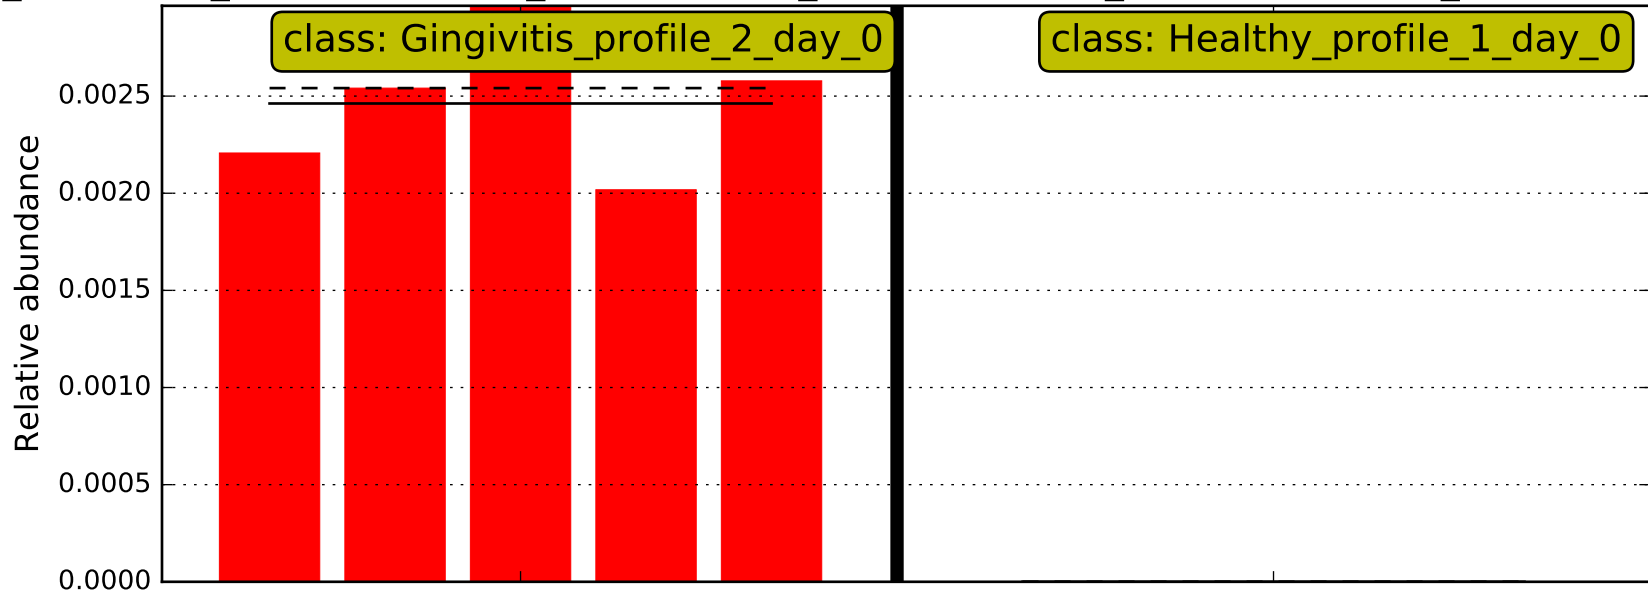 class: Gingivitis_profile_2_day_0
class: Healthy_profile_1_day_0
Relative abundance
0.0025
0.0020
0.0015
0.0010
0.0005
0.0000